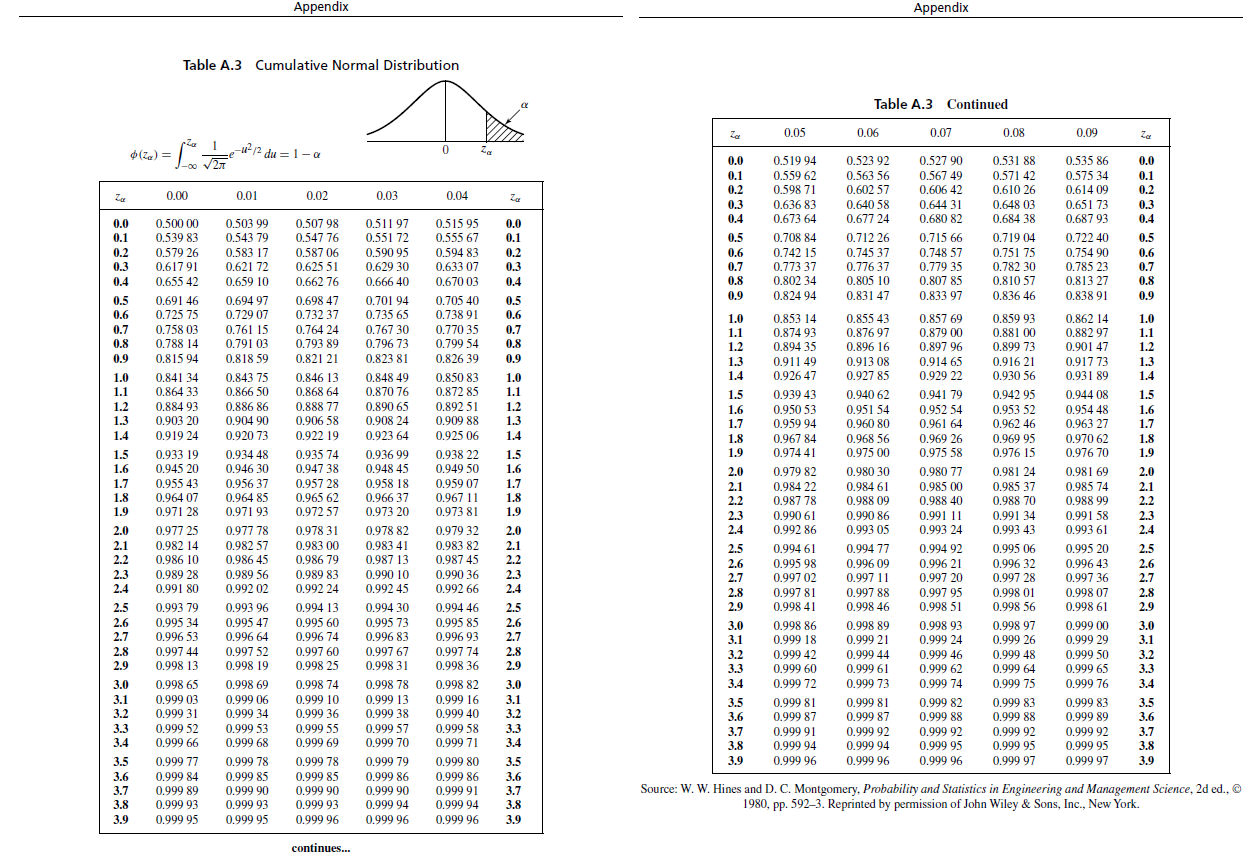 Appendix
Table A.3 Cumulative Normal Distribution
α
0 zα
ϕ(zα) = ∫−∞^zα 1/√2π e^−u²/2 du = 1 − α
zα 0.00 0.01 0.02 0.03 0.04 zα
0.0 0.500 00 0.503 99 0.507 98 0.511 97 0.515 95 0.0
0.1 0.539 83 0.543 79 0.547 76 0.551 72 0.555 67 0.1
0.2 0.579 26 0.583 17 0.587 06 0.590 95 0.594 83 0.2
0.3 0.617 91 0.621 72 0.625 51 0.629 30 0.633 07 0.3
0.4 0.655 42 0.659 10 0.662 76 0.666 40 0.670 03 0.4
0.5 0.691 46 0.694 97 0.698 47 0.701 94 0.705 40 0.5
0.6 0.725 75 0.729 07 0.732 37 0.735 65 0.738 91 0.6
0.7 0.758 03 0.761 15 0.764 24 0.767 30 0.770 35 0.7
0.8 0.788 14 0.791 03 0.793 89 0.796 73 0.799 54 0.8
0.9 0.815 94 0.818 59 0.821 21 0.823 81 0.826 39 0.9
1.0 0.841 34 0.843 75 0.846 13 0.848 49 0.850 83 1.0
1.1 0.864 33 0.866 50 0.868 64 0.870 76 0.872 85 1.1
1.2 0.884 93 0.886 86 0.888 77 0.890 65 0.892 51 1.2
1.3 0.903 20 0.904 90 0.906 58 0.908 24 0.909 88 1.3
1.4 0.919 24 0.920 73 0.922 19 0.923 64 0.925 06 1.4
1.5 0.933 19 0.934 48 0.935 74 0.936 99 0.938 22 1.5
1.6 0.945 20 0.946 30 0.947 38 0.948 45 0.949 50 1.6
1.7 0.955 43 0.956 37 0.957 28 0.958 18 0.959 07 1.7
1.8 0.964 07 0.964 85 0.965 62 0.966 37 0.967 11 1.8
1.9 0.971 28 0.971 93 0.972 57 0.973 20 0.973 81 1.9
2.0 0.977 25 0.977 78 0.978 31 0.978 82 0.979 32 2.0
2.1 0.982 14 0.982 57 0.983 00 0.983 41 0.983 82 2.1
2.2 0.986 10 0.986 45 0.986 79 0.987 13 0.987 45 2.2
2.3 0.989 28 0.989 56 0.989 83 0.990 10 0.990 36 2.3
2.4 0.991 80 0.992 02 0.992 24 0.992 45 0.992 66 2.4
2.5 0.993 79 0.993 96 0.994 13 0.994 30 0.994 46 2.5
2.6 0.995 34 0.995 47 0.995 60 0.995 73 0.995 85 2.6
2.7 0.996 53 0.996 64 0.996 74 0.996 83 0.996 93 2.7
2.8 0.997 44 0.997 52 0.997 60 0.997 67 0.997 74 2.8
2.9 0.998 13 0.998 19 0.998 25 0.998 31 0.998 36 2.9
3.0 0.998 65 0.998 69 0.998 74 0.998 78 0.998 82 3.0
3.1 0.999 03 0.999 06 0.999 10 0.999 13 0.999 16 3.1
3.2 0.999 31 0.999 34 0.999 36 0.999 38 0.999 40 3.2
3.3 0.999 52 0.999 53 0.999 55 0.999 57 0.999 58 3.3
3.4 0.999 66 0.999 68 0.999 69 0.999 70 0.999 71 3.4
3.5 0.999 77 0.999 78 0.999 78 0.999 79 0.999 80 3.5
3.6 0.999 84 0.999 85 0.999 85 0.999 86 0.999 86 3.6
3.7 0.999 89 0.999 90 0.999 90 0.999 90 0.999 91 3.7
3.8 0.999 93 0.999 93 0.999 93 0.999 94 0.999 94 3.8
3.9 0.999 95 0.999 95 0.999 96 0.999 96 0.999 96 3.9
continues...
Appendix
Table A.3 Continued
zα 0.05 0.06 0.07 0.08 0.09 zα
0.0 0.519 94 0.523 92 0.527 90 0.531 88 0.535 86 0.0
0.1 0.559 62 0.563 56 0.567 49 0.571 42 0.575 34 0.1
0.2 0.598 71 0.602 57 0.606 42 0.610 26 0.614 09 0.2
0.3 0.636 83 0.640 58 0.644 31 0.648 03 0.651 73 0.3
0.4 0.673 64 0.677 24 0.680 82 0.684 38 0.687 93 0.4
0.5 0.708 84 0.712 26 0.715 66 0.719 04 0.722 40 0.5
0.6 0.742 15 0.745 37 0.748 57 0.751 75 0.754 90 0.6
0.7 0.773 37 0.776 37 0.779 35 0.782 30 0.785 23 0.7
0.8 0.802 34 0.805 10 0.807 85 0.810 57 0.813 27 0.8
0.9 0.824 94 0.831 47 0.833 97 0.836 46 0.838 91 0.9
1.0 0.853 14 0.855 43 0.857 69 0.859 93 0.862 14 1.0
1.1 0.874 93 0.876 97 0.879 00 0.881 00 0.882 97 1.1
1.2 0.894 35 0.896 16 0.897 96 0.899 73 0.901 47 1.2
1.3 0.911 49 0.913 08 0.914 65 0.916 21 0.917 73 1.3
1.4 0.926 47 0.927 85 0.929 22 0.930 56 0.931 89 1.4
1.5 0.939 43 0.940 62 0.941 79 0.942 95 0.944 08 1.5
1.6 0.950 53 0.951 54 0.952 54 0.953 52 0.954 48 1.6
1.7 0.959 94 0.960 80 0.961 64 0.962 46 0.963 27 1.7
1.8 0.967 84 0.968 56 0.969 26 0.969 95 0.970 62 1.8
1.9 0.974 41 0.975 00 0.975 58 0.976 15 0.976 70 1.9
2.0 0.979 82 0.980 30 0.980 77 0.981 24 0.981 69 2.0
2.1 0.984 22 0.984 61 0.985 00 0.985 37 0.985 74 2.1
2.2 0.987 78 0.988 09 0.988 40 0.988 70 0.988 99 2.2
2.3 0.990 61 0.990 86 0.991 11 0.991 34 0.991 58 2.3
2.4 0.992 86 0.993 05 0.993 24 0.993 43 0.993 61 2.4
2.5 0.994 61 0.994 77 0.994 92 0.995 06 0.995 20 2.5
2.6 0.995 98 0.996 09 0.996 21 0.996 32 0.996 43 2.6
2.7 0.997 02 0.997 11 0.997 20 0.997 28 0.997 36 2.7
2.8 0.997 81 0.997 88 0.997 95 0.998 01 0.998 07 2.8
2.9 0.998 41 0.998 46 0.998 51 0.998 56 0.998 61 2.9
3.0 0.998 86 0.998 89 0.998 93 0.998 97 0.999 00 3.0
3.1 0.999 18 0.999 21 0.999 24 0.999 26 0.999 29 3.1
3.2 0.999 42 0.999 44 0.999 46 0.999 48 0.999 50 3.2
3.3 0.999 60 0.999 61 0.999 62 0.999 64 0.999 65 3.3
3.4 0.999 72 0.999 73 0.999 74 0.999 75 0.999 76 3.4
3.5 0.999 81 0.999 81 0.999 82 0.999 83 0.999 83 3.5
3.6 0.999 87 0.999 87 0.999 88 0.999 88 0.999 89 3.6
3.7 0.999 91 0.999 92 0.999 92 0.999 92 0.999 92 3.7
3.8 0.999 94 0.999 94 0.999 95 0.999 95 0.999 95 3.8
3.9 0.999 96 0.999 96 0.999 96 0.999 97 0.999 97 3.9
Source: W. W. Hines and D. C. Montgomery, Probability and Statistics in Engineering and Management Science, 2d ed., ©
1980, pp. 592–3. Reprinted by permission of John Wiley & Sons, Inc., New York.